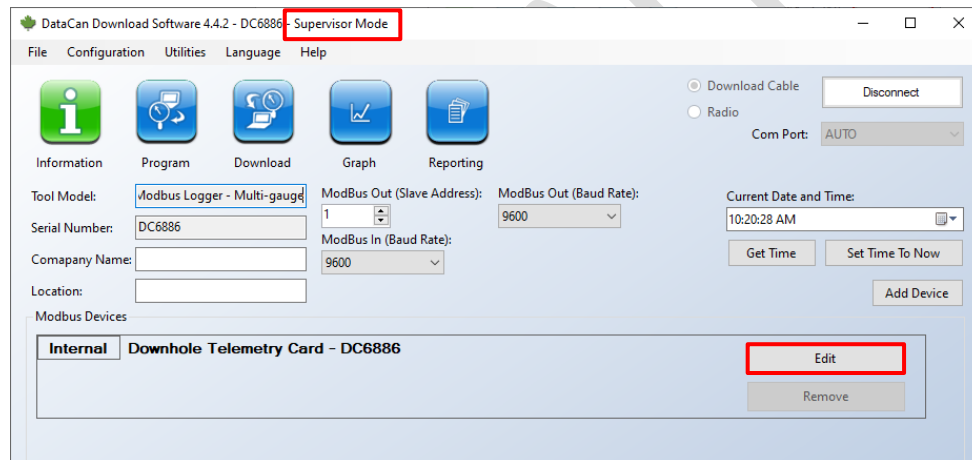 DataCan Download Software 4.4.2 - DC6886 - Supervisor Mode
File Configuration Utilities Language Help
Information Program Download Graph Reporting
Download Cable
Radio
Disconnect
Com Port: AUTO
Tool Model: Modbus Logger - Multi-gauge
Serial Number: DC6886
Comapany Name:
Location:
ModBus Out (Slave Address):
1
ModBus In (Baud Rate):
9600
ModBus Out (Baud Rate):
9600
Current Date and Time:
10:20:28 AM
Get Time Set Time To Now
Add Device
Modbus Devices
Internal Downhole Telemetry Card - DC6886
Edit
Remove